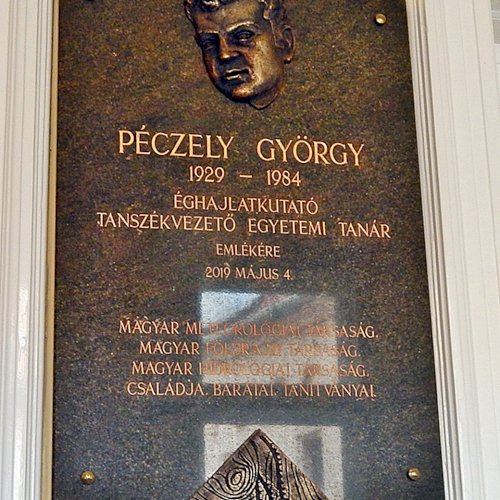 PÉCZELY GYÖRGY
1929 – 1984
ÉGHAJLATKUTATÓ
TANSZÉKVEZETŐ EGYETEMI TANÁR
EMLÉKÉRE
2019 MÁJUS 4.
MAGYAR METEOROLÓGIAI TÁRSASÁG,
MAGYAR FÖLDRAJZI TÁRSASÁG,
MAGYAR HIDROLÓGIAI TÁRSASÁG,
CSALÁDJA, BARÁTAI, TANÍTVÁNYAI.